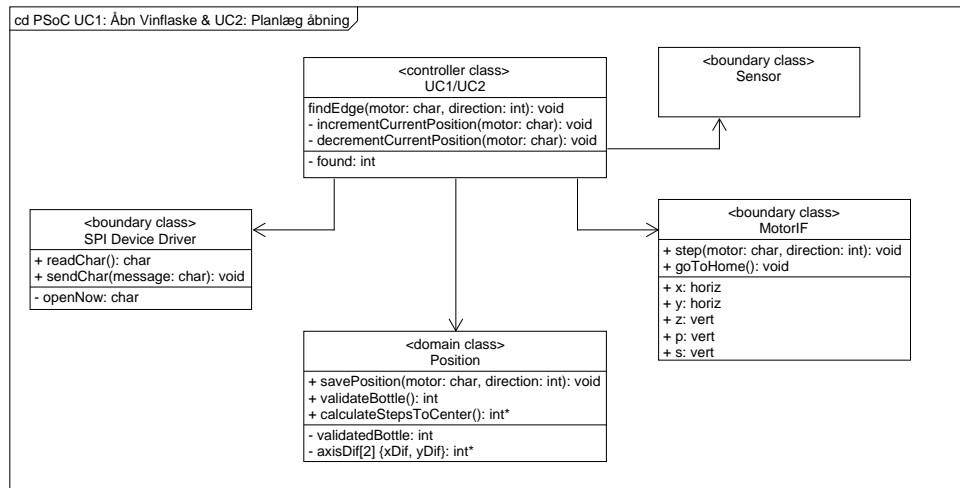 cd PSoC UC1: Åbn Vinflaske & UC2: Planlæg åbning
<controller class>
UC1/UC2
findEdge(motor: char, direction: int): void
- incrementCurrentPosition(motor: char): void
- decrementCurrentPosition(motor: char): void
- found: int
<boundary class>
Sensor
<boundary class>
SPI Device Driver
+ readChar(): char
+ sendChar(message: char): void
- openNow: char
<boundary class>
MotorIF
+ step(motor: char, direction: int): void
+ goToHome(): void
+ x: horiz
+ y: horiz
+ z: vert
+ p: vert
+ s: vert
<domain class>
Position
+ savePosition(motor: char, direction: int): void
+ validateBottle(): int
+ calculateStepsToCenter(): int*
- validatedBottle: int
- axisDif[2] {xDif, yDif}: int*